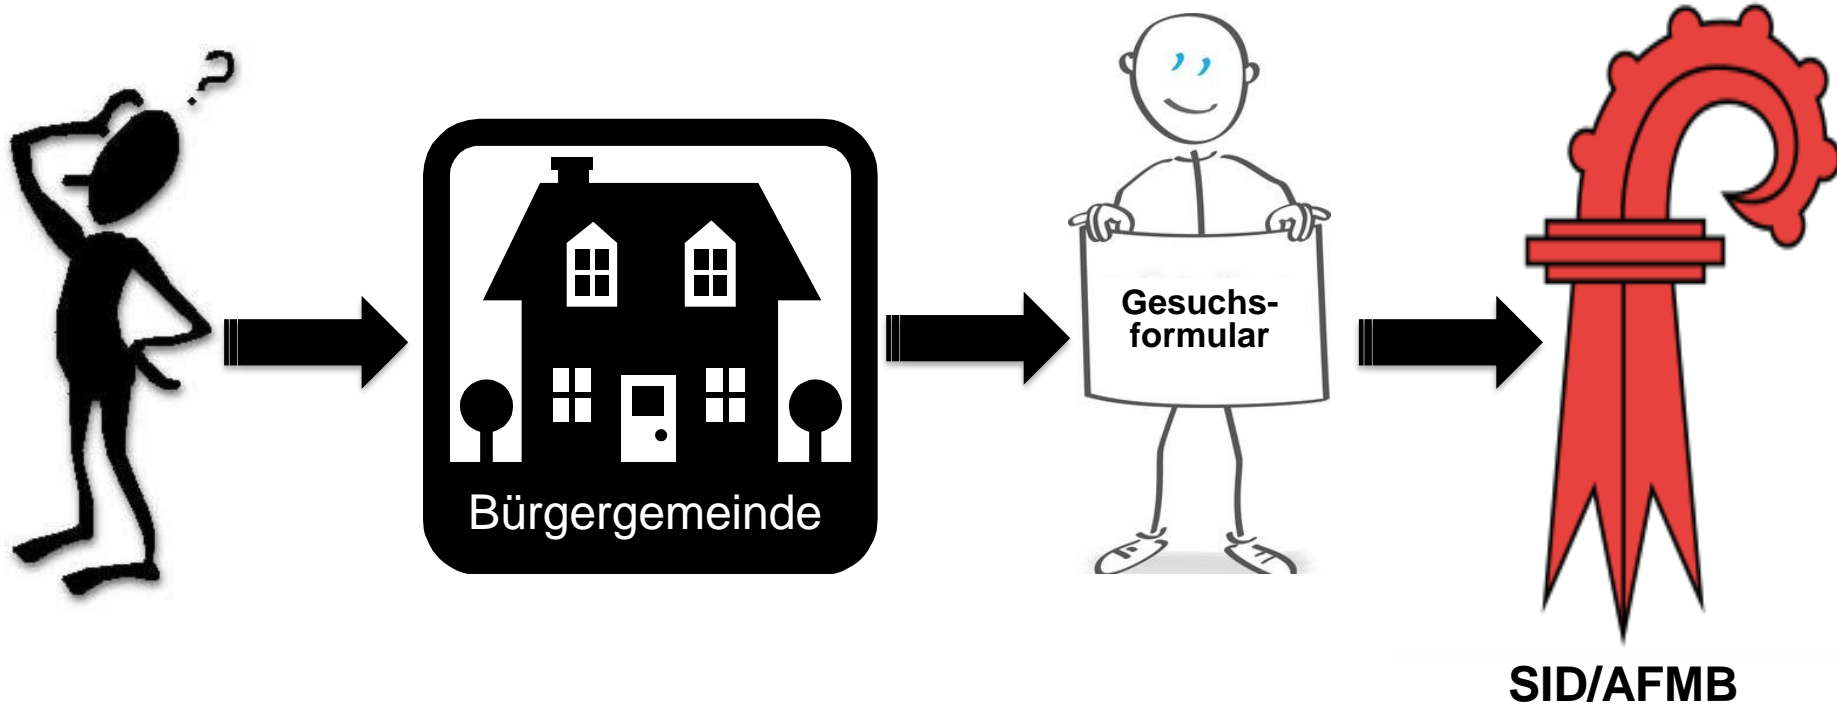 ?
Bürgergemeinde
Gesuchs-
formular
SID/AFMB